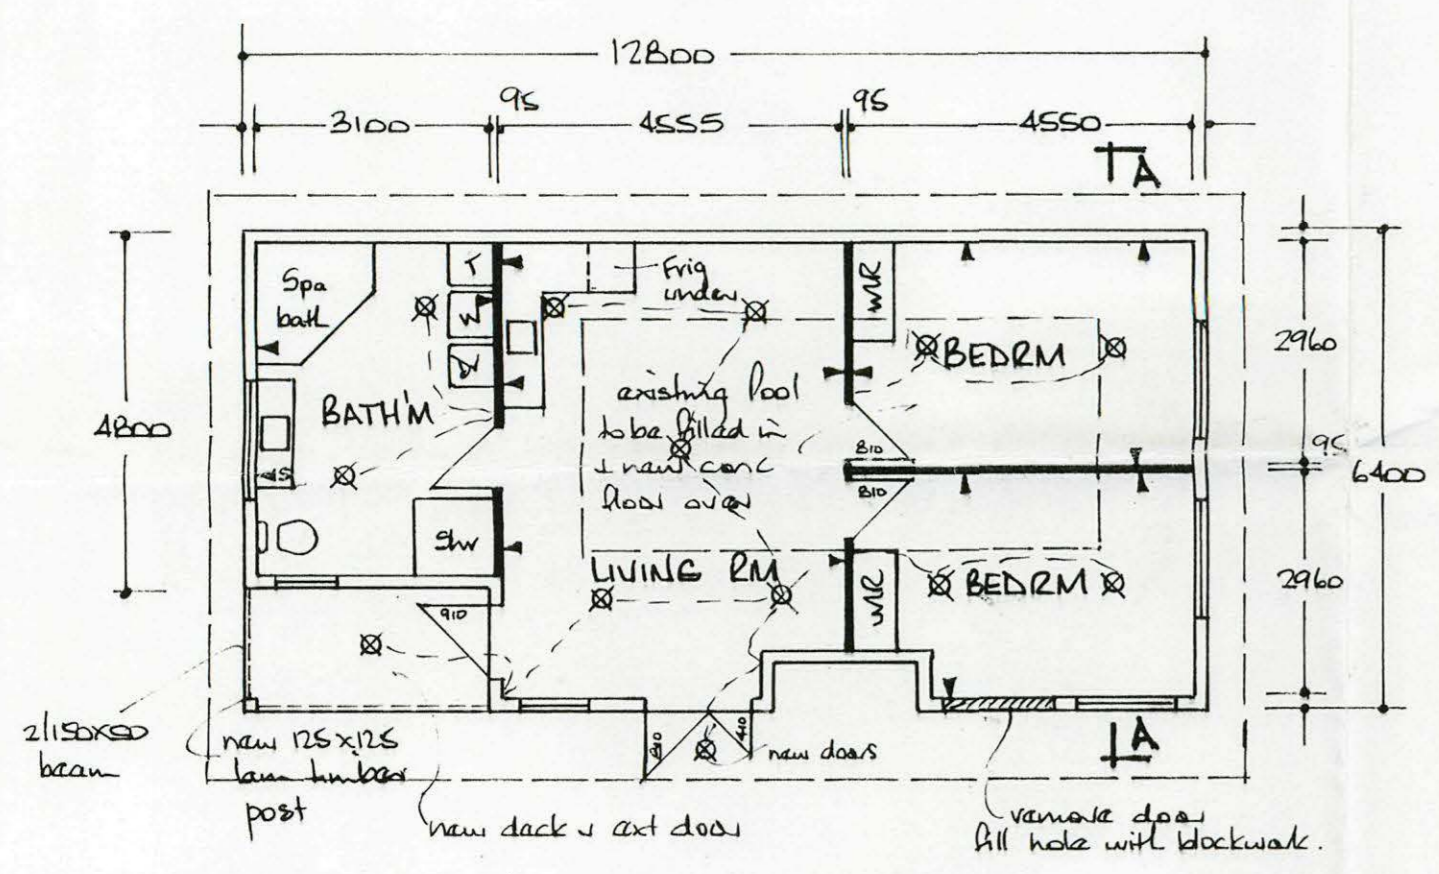 12800
95
95
3100
4555
4550
A
Spa
bath
T
W
D
Frig
under
WR
BEDRM
2960
BATH'M
existing Pool
to be filled in
+ new conc
floor over
4800
810
810
95
6400
Shr
LIVING RM
WR
BEDRM
2960
910
2/150x50
beam
new 125x125
lam timber
post
810
410
new doors
A
new deck & ext door
remove door
fill hole with blockwork.